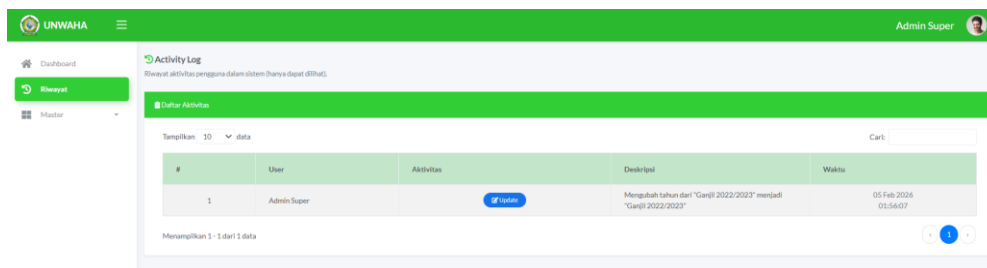 UNWAHA
Admin Super
Dashboard
Riwayat
Master
Activity Log
Riwayat aktivitas pengguna dalam sistem (hanya dapat dilihat).
Daftar Aktivitas
Tampilkan 10 data
Cari:
# User Aktivitas Deskripsi Waktu
1 Admin Super Update Mengubah tahun dari "Ganjil 2022/2023" menjadi 05 Feb 2026
"Ganjil 2022/2023" 01:56:07
Menampilkan 1 - 1 dari 1 data
‹ 1 ›